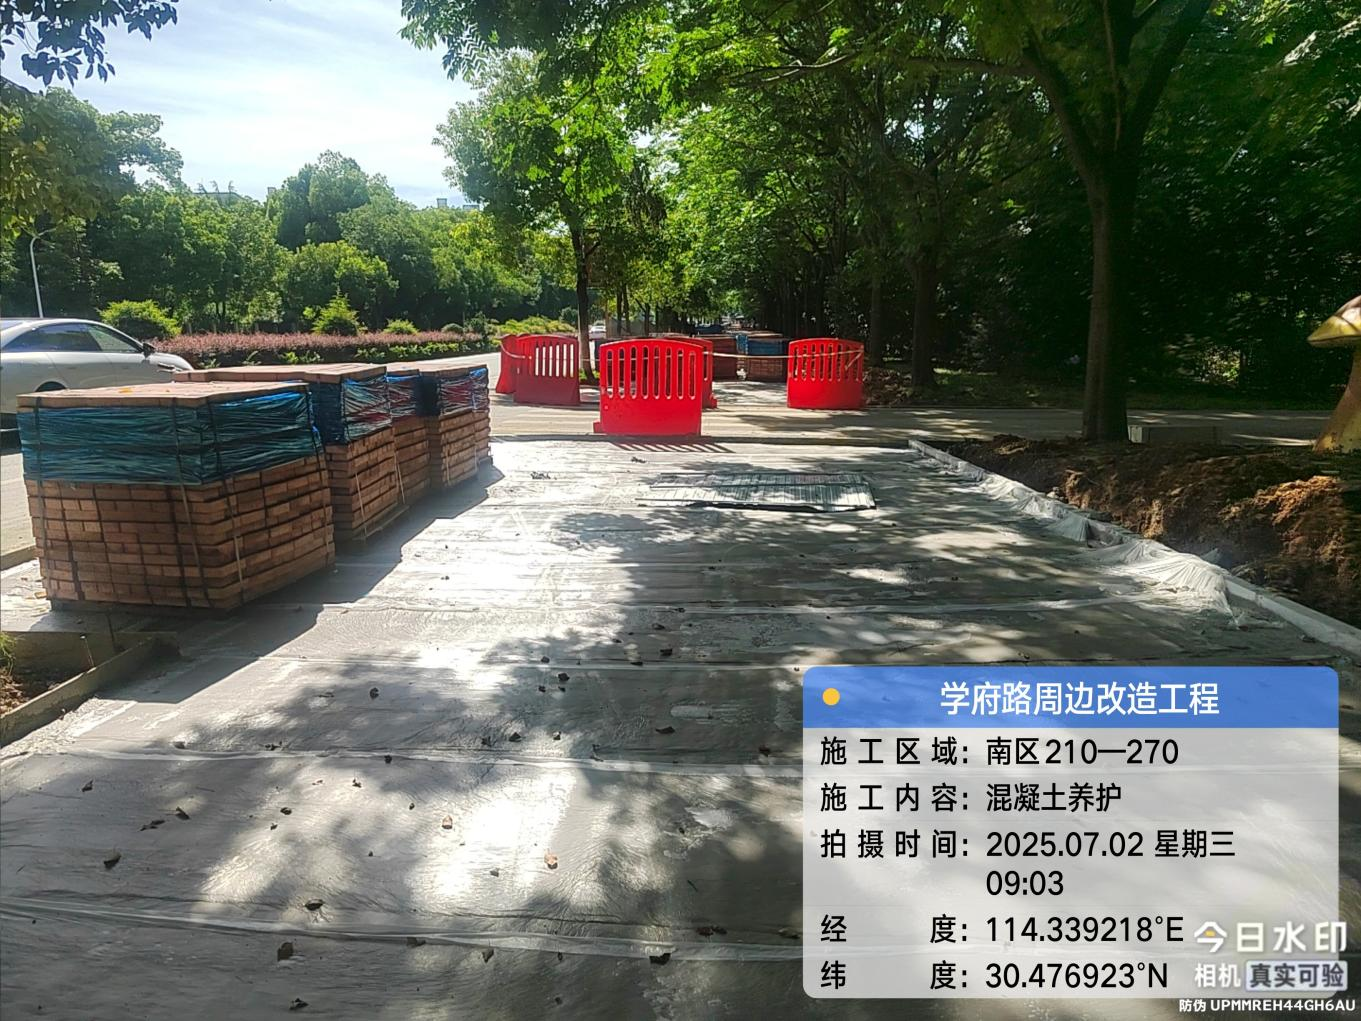 学府路周边改造工程
施工区域：南区210—270
施工内容：混凝土养护
拍摄时间：2025.07.02 星期三
09:03
经度：114.339218°E
纬度：30.476923°N
今日水印
相机 真实可验
防伪 UPMMREH44GH6AU